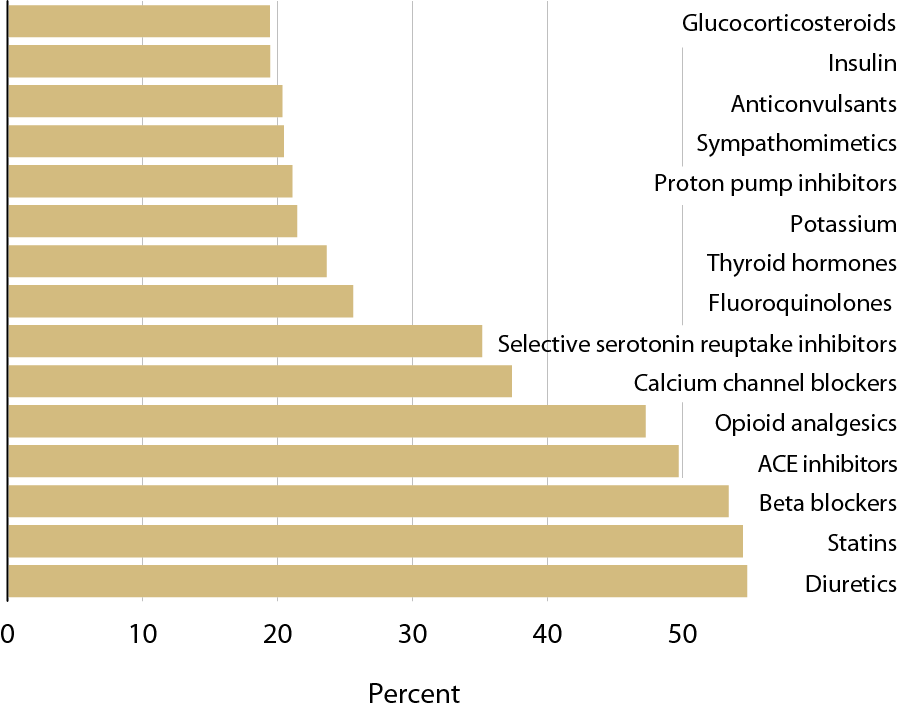 Glucocorticosteroids
Insulin
Anticonvulsants
Sympathomimetics
Proton pump inhibitors
Potassium
Thyroid hormones
Fluoroquinolones
Selective serotonin reuptake inhibitors
Calcium channel blockers
Opioid analgesics
ACE inhibitors
Beta blockers
Statins
Diuretics
0 10 20 30 40 50
Percent